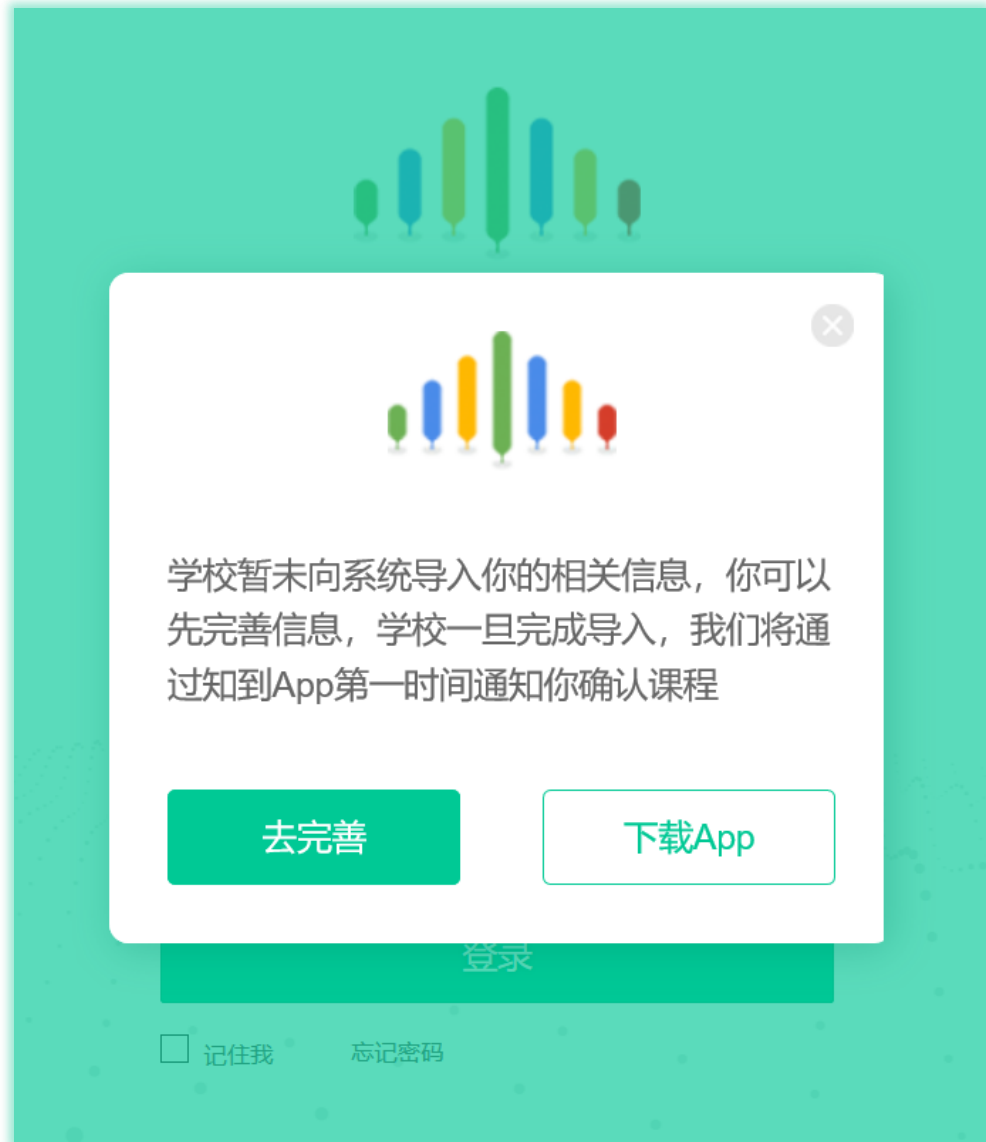 学校暂未向系统导入你的相关信息，你可以
先完善信息，学校一旦完成导入，我们将通
过知到App第一时间通知你确认课程
去完善
下载App
登录
记住我
忘记密码